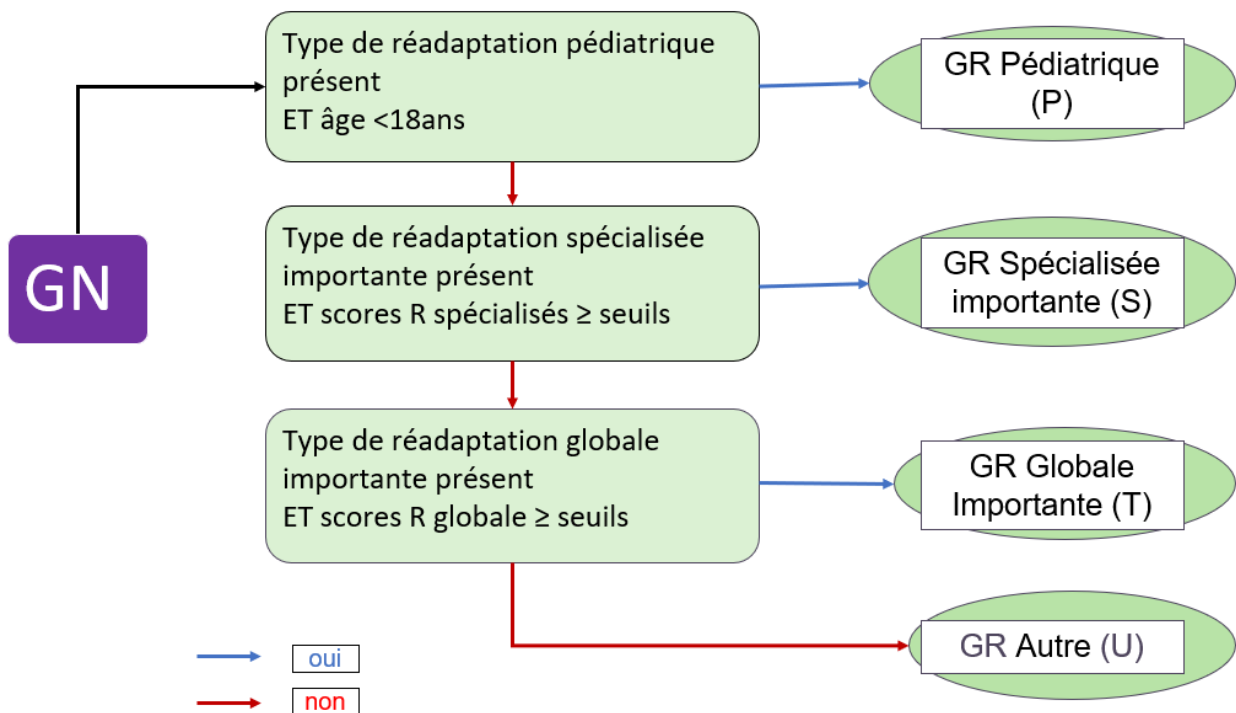 Type de réadaptation pédiatrique
présent
ET âge <18ans
GR Pédiatrique
(P)
GN
Type de réadaptation spécialisée
importante présent
ET scores R spécialisés ≥ seuils
GR Spécialisée
importante (S)
Type de réadaptation globale
importante présent
ET scores R globale ≥ seuils
GR Globale
Importante (T)
GR Autre (U)
oui
non